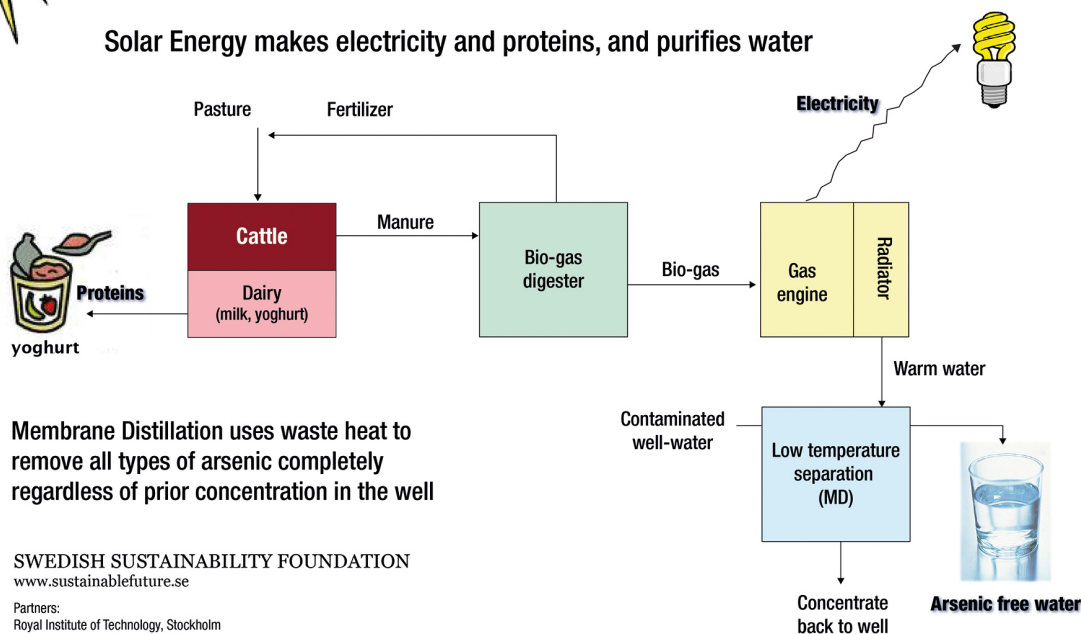 Solar Energy makes electricity and proteins, and purifies water
Electricity
Pasture
Fertilizer
Cattle
Manure
Dairy
(milk, yoghurt)
Proteins
yoghurt
Bio-gas
digester
Bio-gas
Gas
engine
Radiator
Warm water
Contaminated
well-water
Low temperature
separation
(MD)
Concentrate
back to well
Arsenic free water
Membrane Distillation uses waste heat to
remove all types of arsenic completely
regardless of prior concentration in the well
SWEDISH SUSTAINABILITY FOUNDATION
www.sustainablefuture.se
Partners:
Royal Institute of Technology, Stockholm